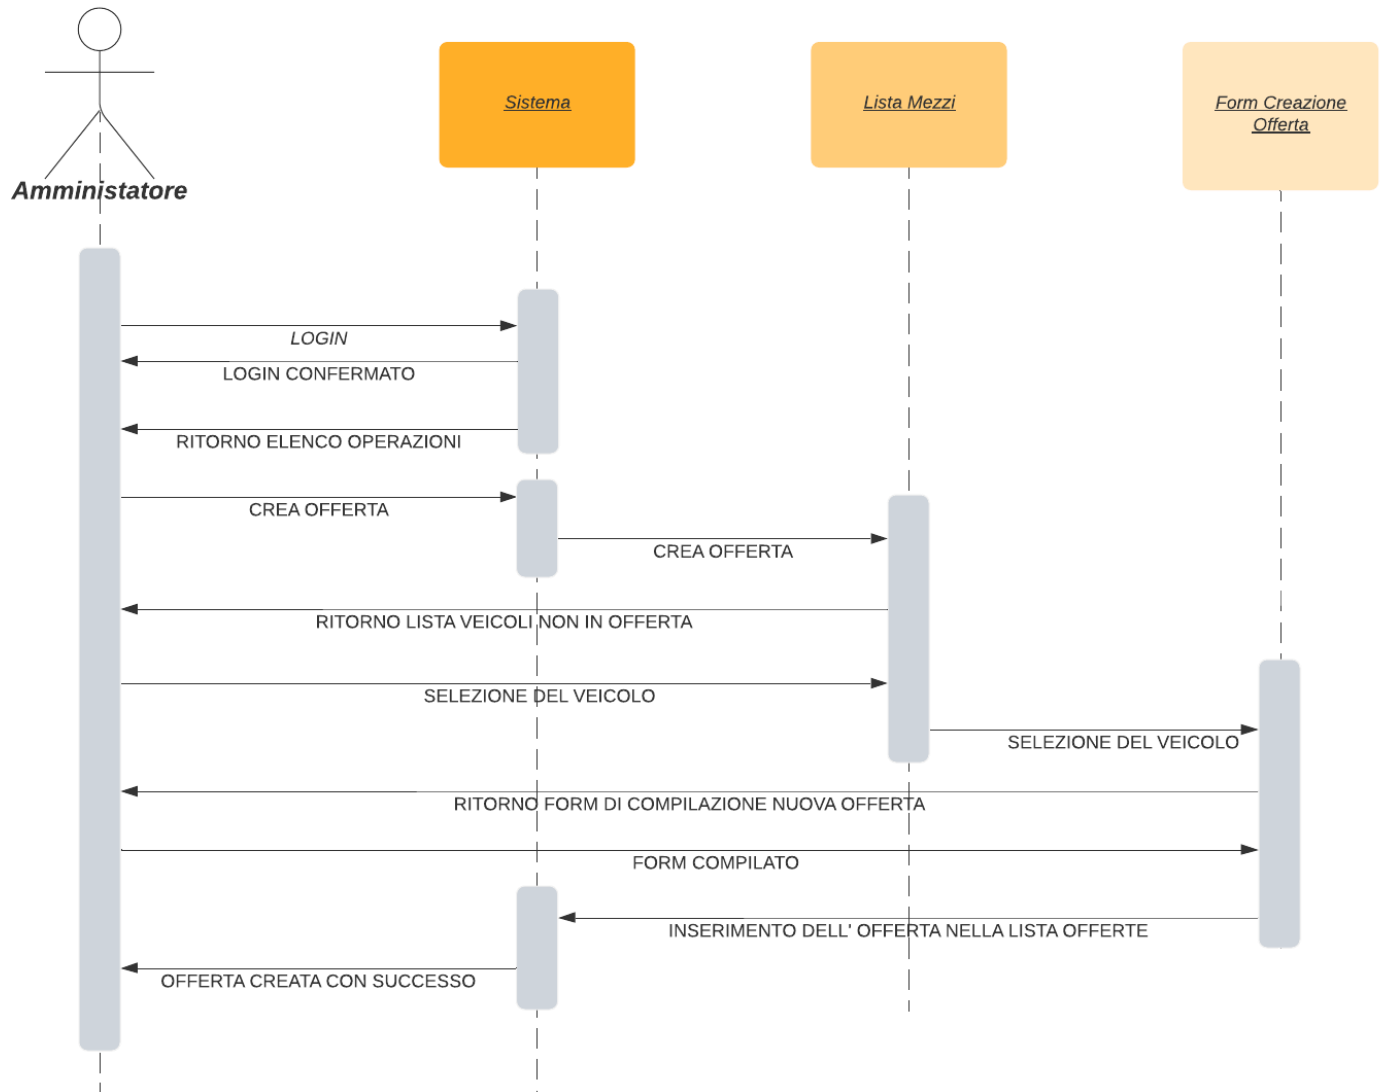 Sistema
Lista Mezzi
Form Creazione
Offerta
Amministatore
LOGIN
LOGIN CONFERMATO
RITORNO ELENCO OPERAZIONI
CREA OFFERTA
CREA OFFERTA
RITORNO LISTA VEICOLI NON IN OFFERTA
SELEZIONE DEL VEICOLO
SELEZIONE DEL VEICOLO
RITORNO FORM DI COMPILAZIONE NUOVA OFFERTA
FORM COMPILATO
INSERIMENTO DELL' OFFERTA NELLA LISTA OFFERTE
OFFERTA CREATA CON SUCCESSO